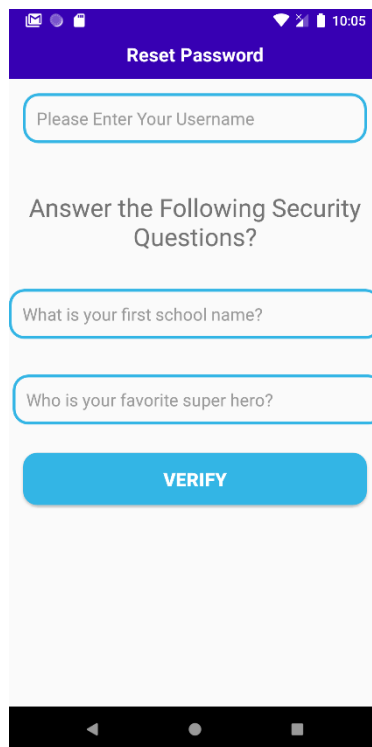 10:05
Reset Password
Please Enter Your Username
Answer the Following Security
Questions?
What is your first school name?
Who is your favorite super hero?
VERIFY